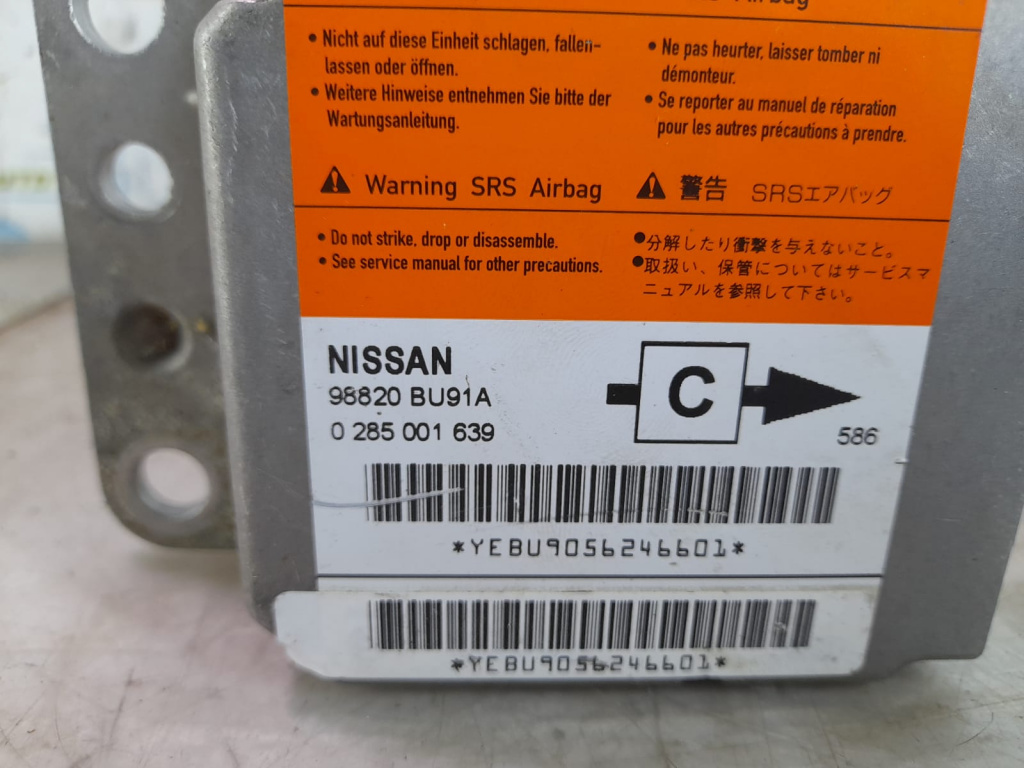 Airbag
• Nicht auf diese Einheit schlagen, fallen-
lassen oder öffnen.
• Weitere Hinweise entnehmen Sie bitte der
Wartungsanleitung.
• Ne pas heurter, laisser tomber ni
démonteur.
• Se reporter au manuel de réparation
pour les autres précautions à prendre.
Warning SRS Airbag
• Do not strike, drop or disassemble.
• See service manual for other precautions.
警告 SRSエアバッグ
●分解したり衝撃を与えないこと。
●取扱い、保管についてはサービスマ
ニュアルを参照して下さい。
NISSAN
98820 BU91A
0 285 001 639
C
586
*YEBU9056246601*
*YEBU9056246601*